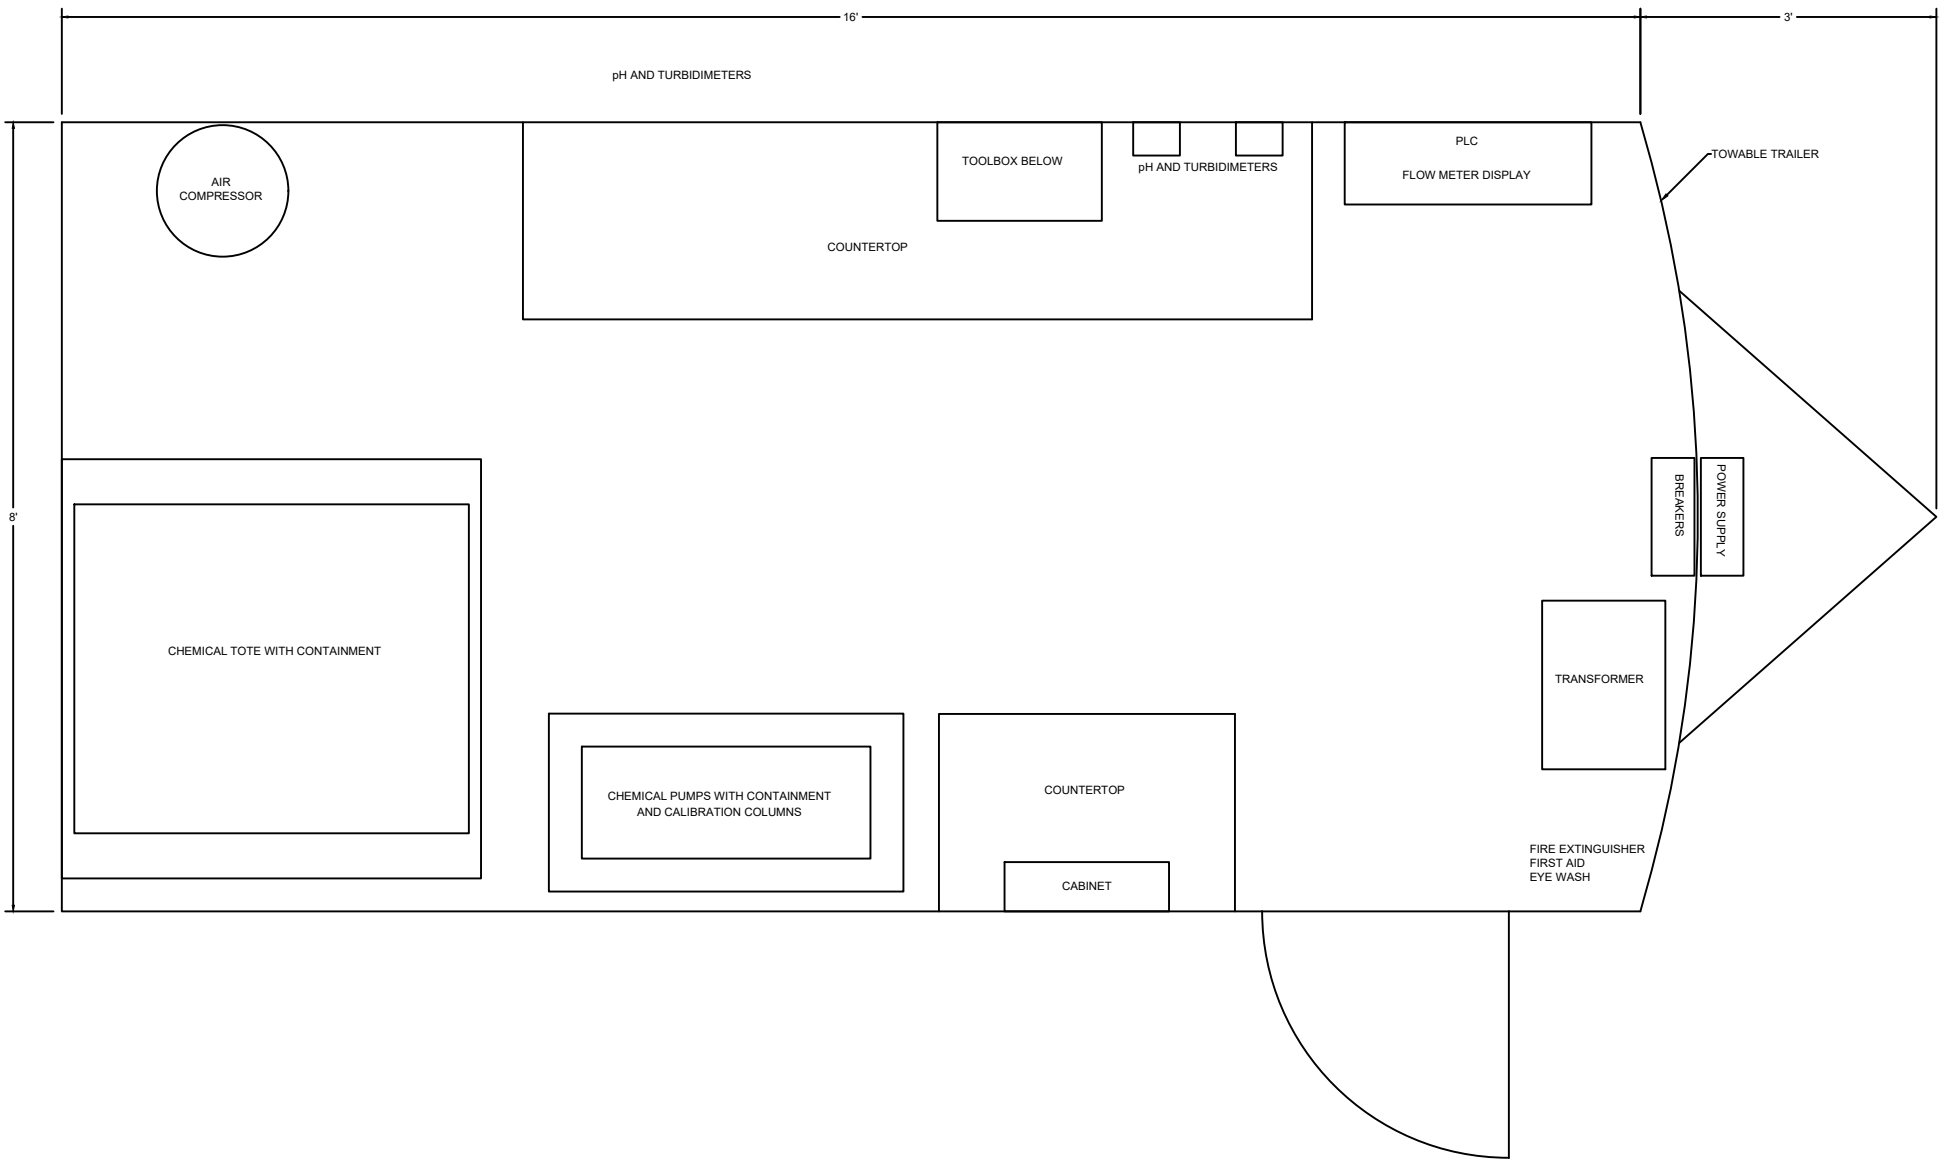 16'
3'
pH AND TURBIDIMETERS
TOWABLE TRAILER
AIR
COMPRESSOR
TOOLBOX BELOW
pH AND TURBIDIMETERS
PLC
FLOW METER DISPLAY
COUNTERTOP
8'
BREAKERS
POWER SUPPLY
CHEMICAL TOTE WITH CONTAINMENT
TRANSFORMER
CHEMICAL PUMPS WITH CONTAINMENT
AND CALIBRATION COLUMNS
COUNTERTOP
CABINET
FIRE EXTINGUISHER
FIRST AID
EYE WASH